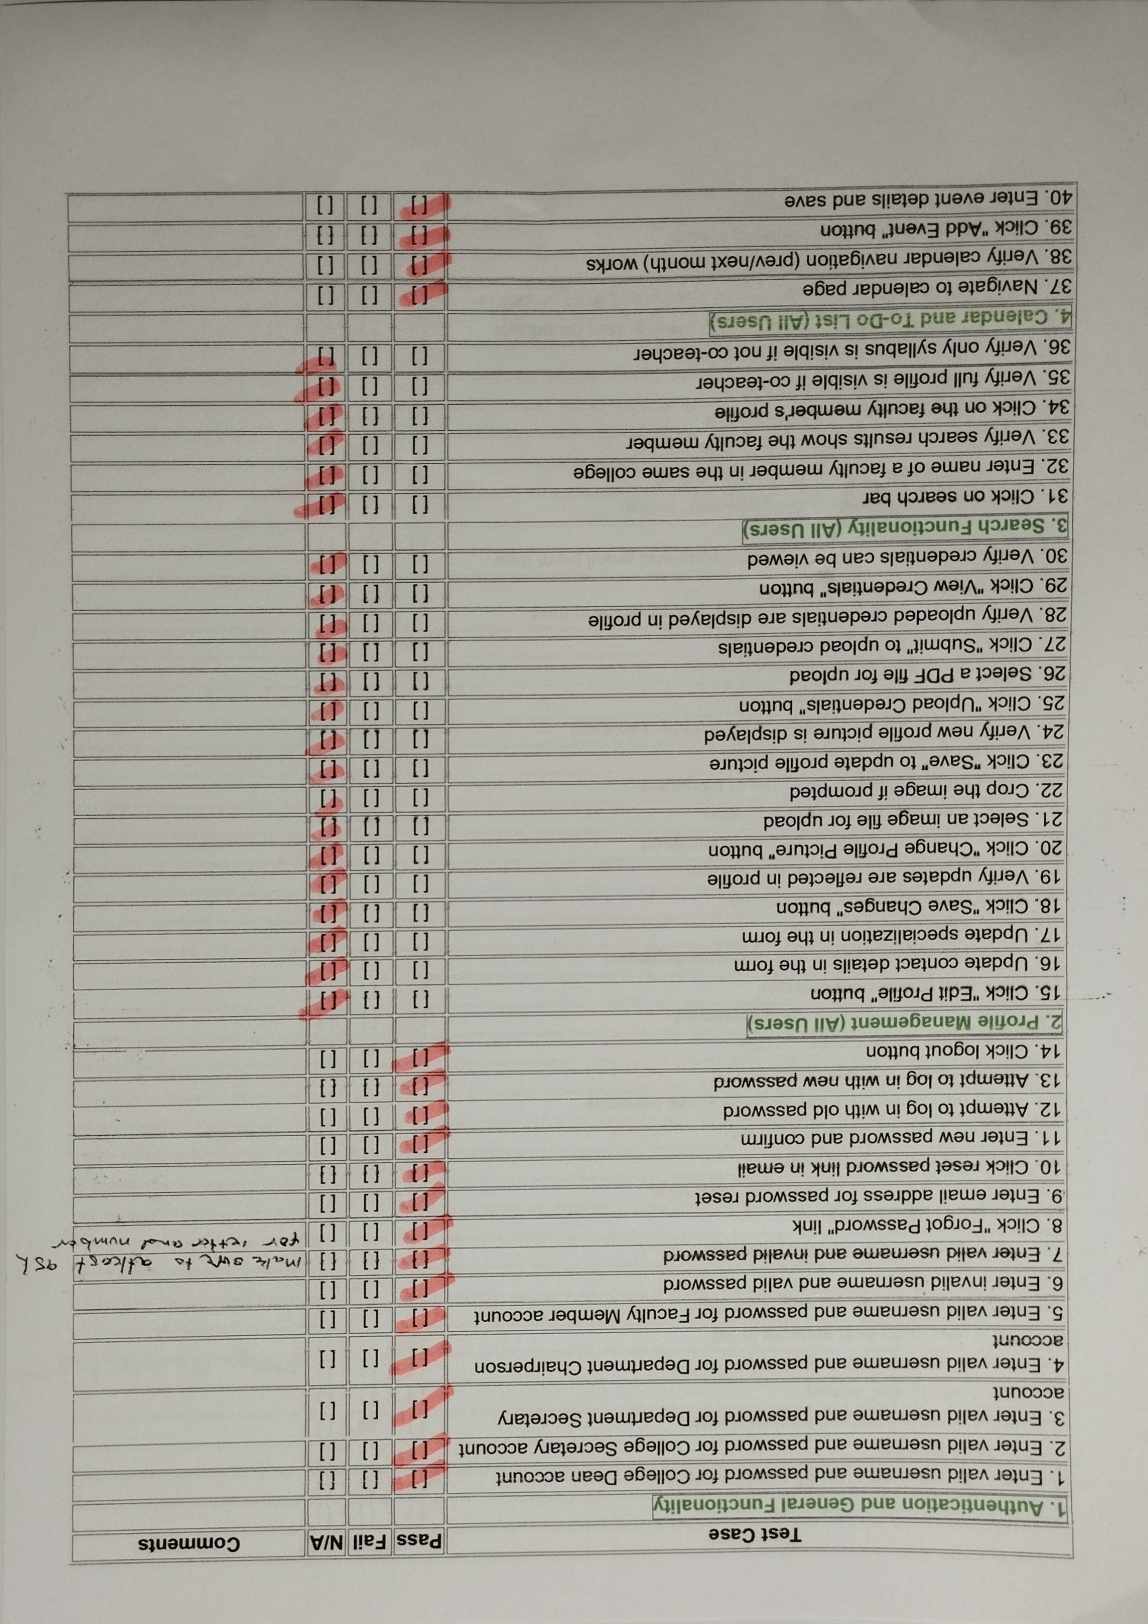 Test Case Pass Fail N/A Comments
1. Authentication and General Functionality
1. Enter valid username and password for College Dean account [ ] [ ] [ ]
2. Enter valid username and password for College Secretary account [ ] [ ] [ ]
3. Enter valid username and password for Department Secretary
account [ ] [ ] [ ]
4. Enter valid username and password for Department Chairperson
account [ ] [ ] [ ]
5. Enter valid username and password for Faculty Member account [ ] [ ] [ ]
6. Enter invalid username and valid password [ ] [ ] [ ]
7. Enter valid username and invalid password [ ] [ ] [ ] Make sure to atleast
8. Click "Forgot Password" link [ ] [ ] [ ] for letter and number
9. Enter email address for password reset [ ] [ ] [ ]
10. Click reset password link in email [ ] [ ] [ ]
11. Enter new password and confirm [ ] [ ] [ ]
12. Attempt to log in with old password [ ] [ ] [ ]
13. Attempt to log in with new password [ ] [ ] [ ]
14. Click logout button [ ] [ ] [ ]
2. Profile Management (All Users)
15. Click "Edit Profile" button [ ] [ ] [ ]
16. Update contact details in the form [ ] [ ] [ ]
17. Update specialization in the form [ ] [ ] [ ]
18. Click "Save Changes" button [ ] [ ] [ ]
19. Verify updates are reflected in profile [ ] [ ] [ ]
20. Click "Change Profile Picture" button [ ] [ ] [ ]
21. Select an image file for upload [ ] [ ] [ ]
22. Crop the image if prompted [ ] [ ] [ ]
23. Click "Save" to update profile picture [ ] [ ] [ ]
24. Verify new profile picture is displayed [ ] [ ] [ ]
25. Click "Upload Credentials" button [ ] [ ] [ ]
26. Select a PDF file for upload [ ] [ ] [ ]
27. Click "Submit" to upload credentials [ ] [ ] [ ]
28. Verify uploaded credentials are displayed in profile [ ] [ ] [ ]
29. Click "View Credentials" button [ ] [ ] [ ]
30. Verify credentials can be viewed [ ] [ ] [ ]
3. Search Functionality (All Users)
31. Click on search bar [ ] [ ] [ ]
32. Enter name of a faculty member in the same college [ ] [ ] [ ]
33. Verify search results show the faculty member [ ] [ ] [ ]
34. Click on the faculty member's profile [ ] [ ] [ ]
35. Verify full profile is visible if co-teacher [ ] [ ] [ ]
36. Verify only syllabus is visible if not co-teacher [ ] [ ] [ ]
4. Calendar and To-Do List (All Users)
37. Navigate to calendar page [ ] [ ] [ ]
38. Verify calendar navigation (prev/next month) works [ ] [ ] [ ]
39. Click "Add Event" button [ ] [ ] [ ]
40. Enter event details and save [ ] [ ] [ ]